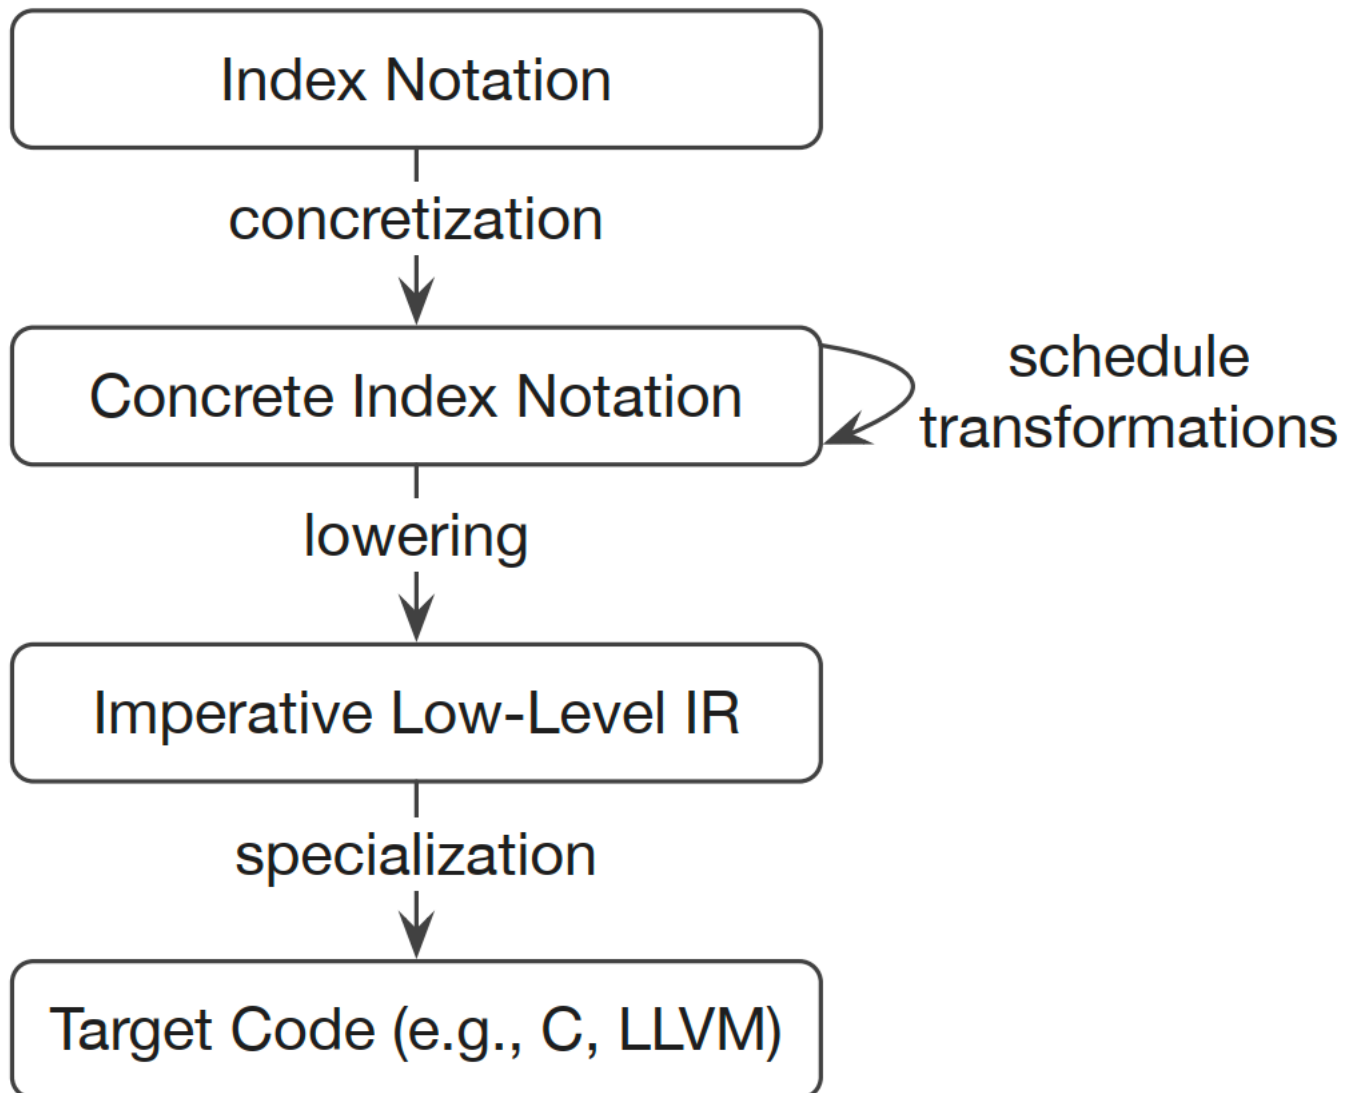 Index Notation
concretization
Concrete Index Notation
schedule
transformations
lowering
Imperative Low-Level IR
specialization
Target Code (e.g., C, LLVM)